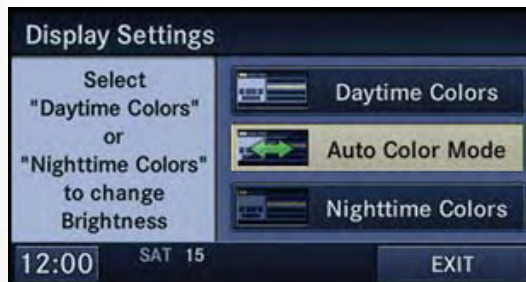 Display Settings
Select
"Daytime Colors"
or
"Nighttime Colors"
to change
Brightness
Daytime Colors
Auto Color Mode
Nighttime Colors
12:00
SAT 15
EXIT